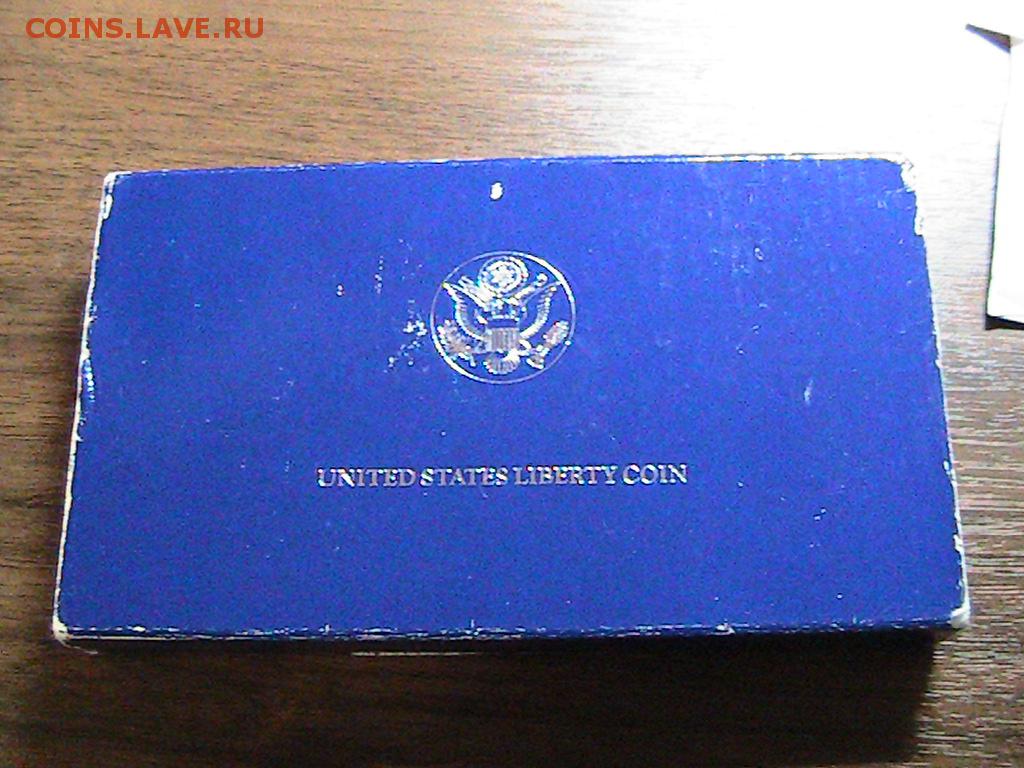 COINS.LAVE.RU
UNITED STATES LIBERTY COIN